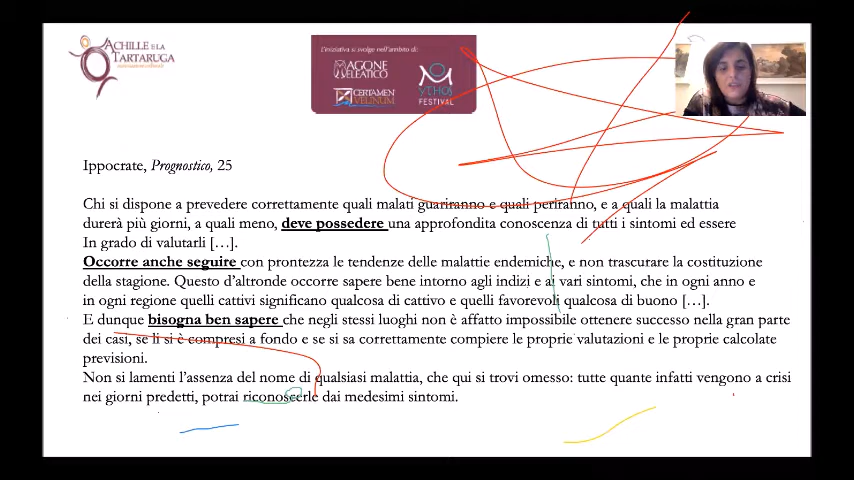 ACHILLE E LA
TARTARUGA
L'iniziativa si svolge nell'ambito di:
AGONE
ELEATICO
MYTHOS
FESTIVAL
CERTAMEN
VELINUM
Ippocrate, Prognostico, 25
Chi si dispone a prevedere correttamente quali malati guariranno e quali periranno, e a quali la malattia
durerà più giorni, a quali meno, deve possedere una approfondita conoscenza di tutti i sintomi ed essere
In grado di valutarli […].
Occorre anche seguire con prontezza le tendenze delle malattie endemiche, e non trascurare la costituzione
della stagione. Questo d'altronde occorre sapere bene intorno agli indizi e ai vari sintomi, che in ogni anno e
in ogni regione quelli cattivi significano qualcosa di cattivo e quelli favorevoli qualcosa di buono […].
E dunque bisogna ben sapere che negli stessi luoghi non è affatto impossibile ottenere successo nella gran parte
dei casi, se li si è compresi a fondo e se si sa correttamente compiere le proprie valutazioni e le proprie calcolate
previsioni.
Non si lamenti l'assenza del nome di qualsiasi malattia, che qui si trovi omesso: tutte quante infatti vengono a crisi
nei giorni predetti, potrai riconoscerle dai medesimi sintomi.